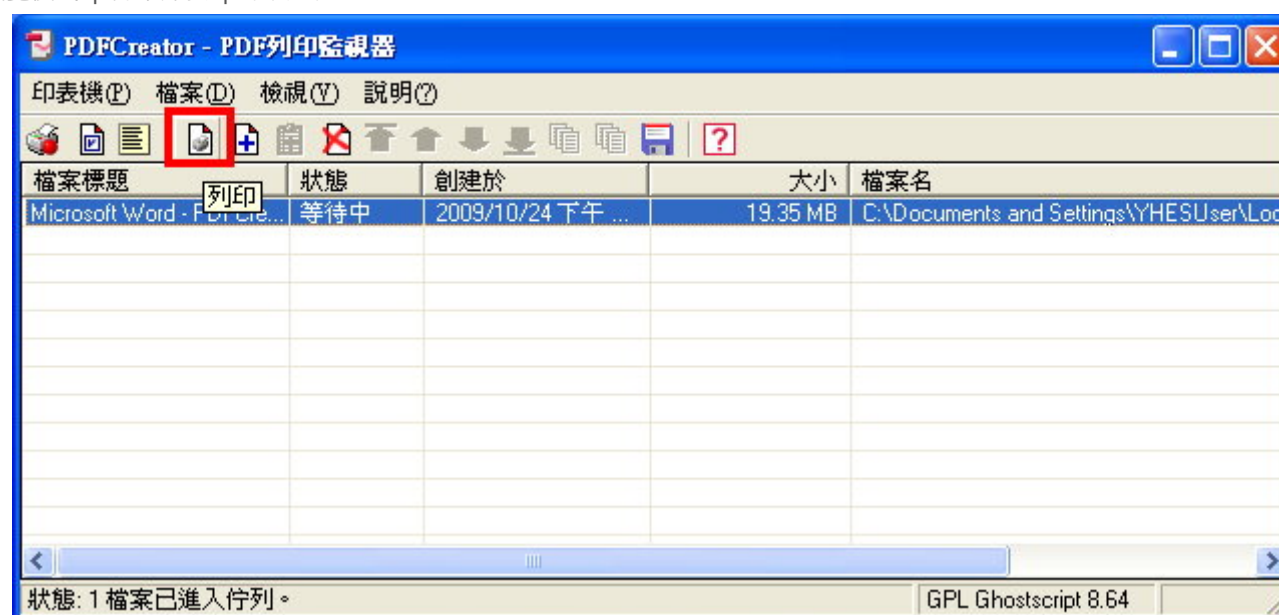 PDFCreator - PDF列印監視器
印表機(P) 檔案(D) 檢視(V) 說明(?)
檔案標題 狀態 創建於 大小 檔案名
列印
Microsoft Word - PDFCre... 等待中 2009/10/24 下午 ... 19.35 MB C:\Documents and Settings\YHESUser\Loc
狀態: 1 檔案已進入佇列。 GPL Ghostscript 8.64